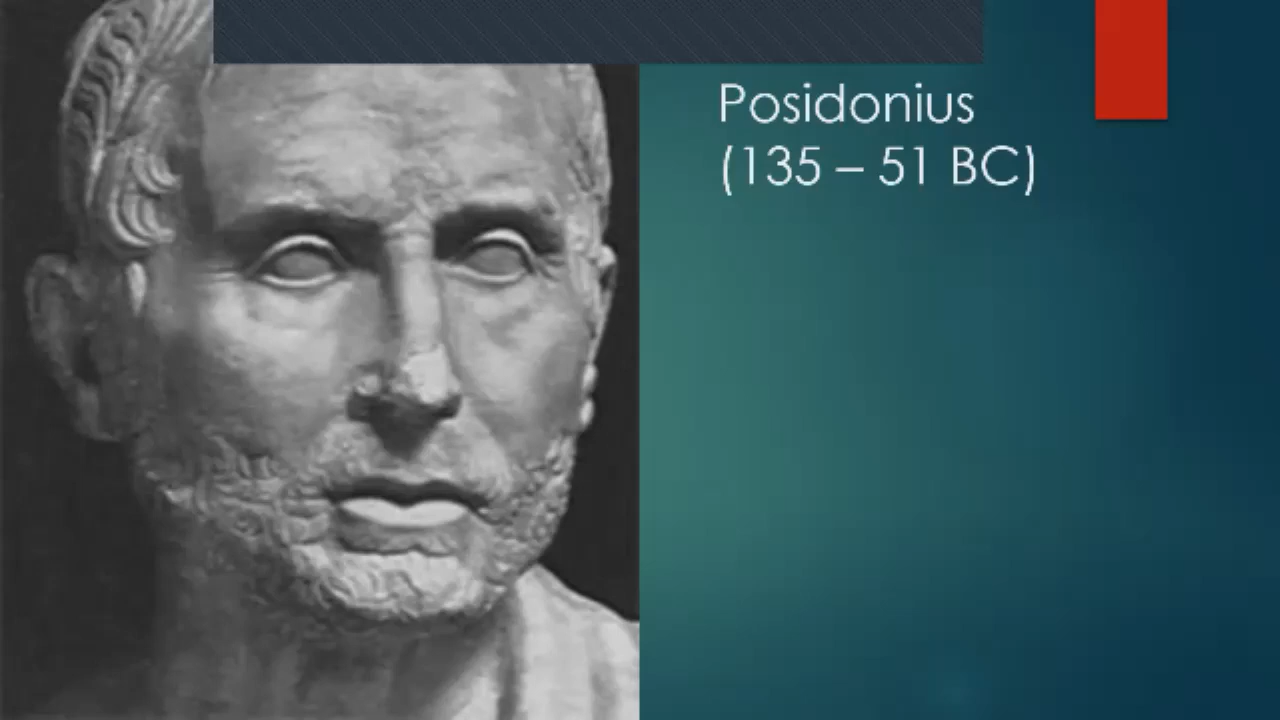 Posidonius
(135 – 51 BC)